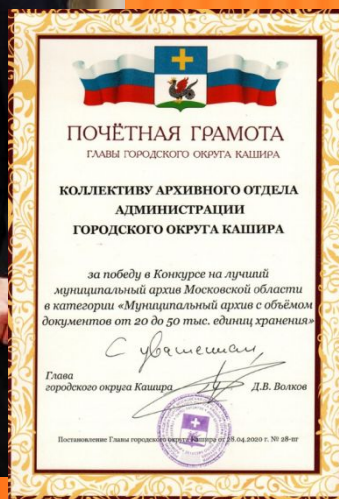 ПОЧЁТНАЯ ГРАМОТА
ГЛАВЫ ГОРОДСКОГО ОКРУГА КАШИРА
КОЛЛЕКТИВУ АРХИВНОГО ОТДЕЛА
АДМИНИСТРАЦИИ
ГОРОДСКОГО ОКРУГА КАШИРА
за победу в Конкурсе на лучший
муниципальный архив Московской области
в категории «Муниципальный архив с объёмом
документов от 20 до 50 тыс. единиц хранения»
С уважением
Глава
городского округа Кашира Д.В. Волков
Постановление Главы городского округа Кашира от 28.04.2020 г. № 28-пг